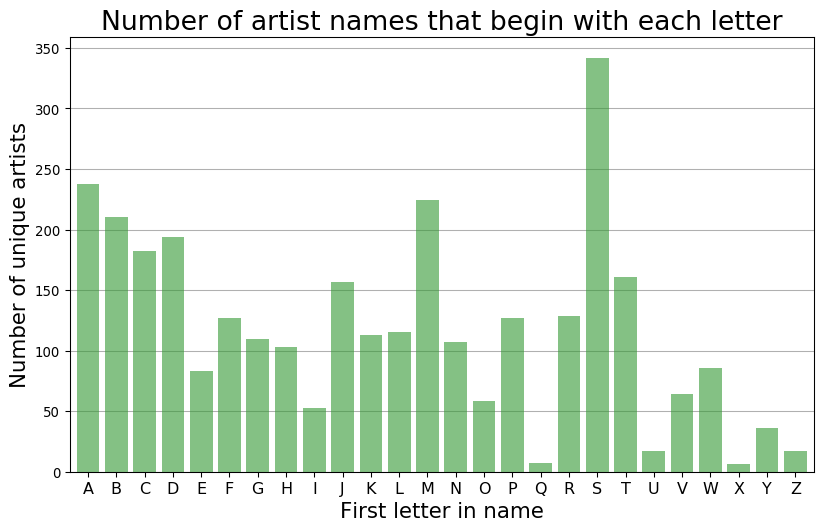 Number of artist names that begin with each letter
Number of unique artists
350
300
250
200
150
100
50
0
A B C D E F G H I J K L M N O P Q R S T U V W X Y Z
First letter in name